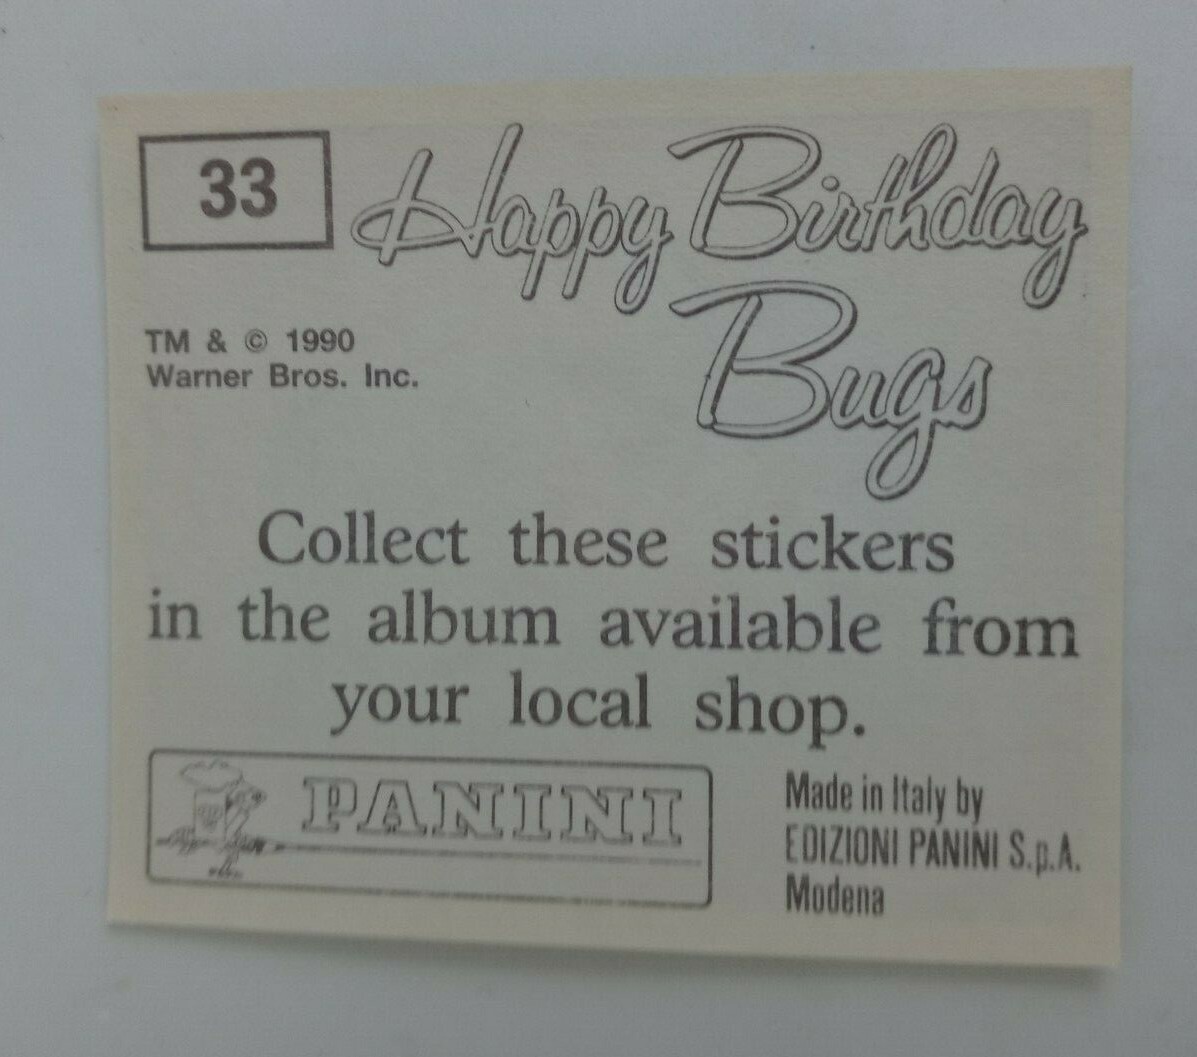 33
Happy Birthday
Bugs
TM & © 1990
Warner Bros. Inc.
Collect these stickers
in the album available from
your local shop.
PANINI
Made in Italy by
EDIZIONI PANINI S.p.A.
Modena